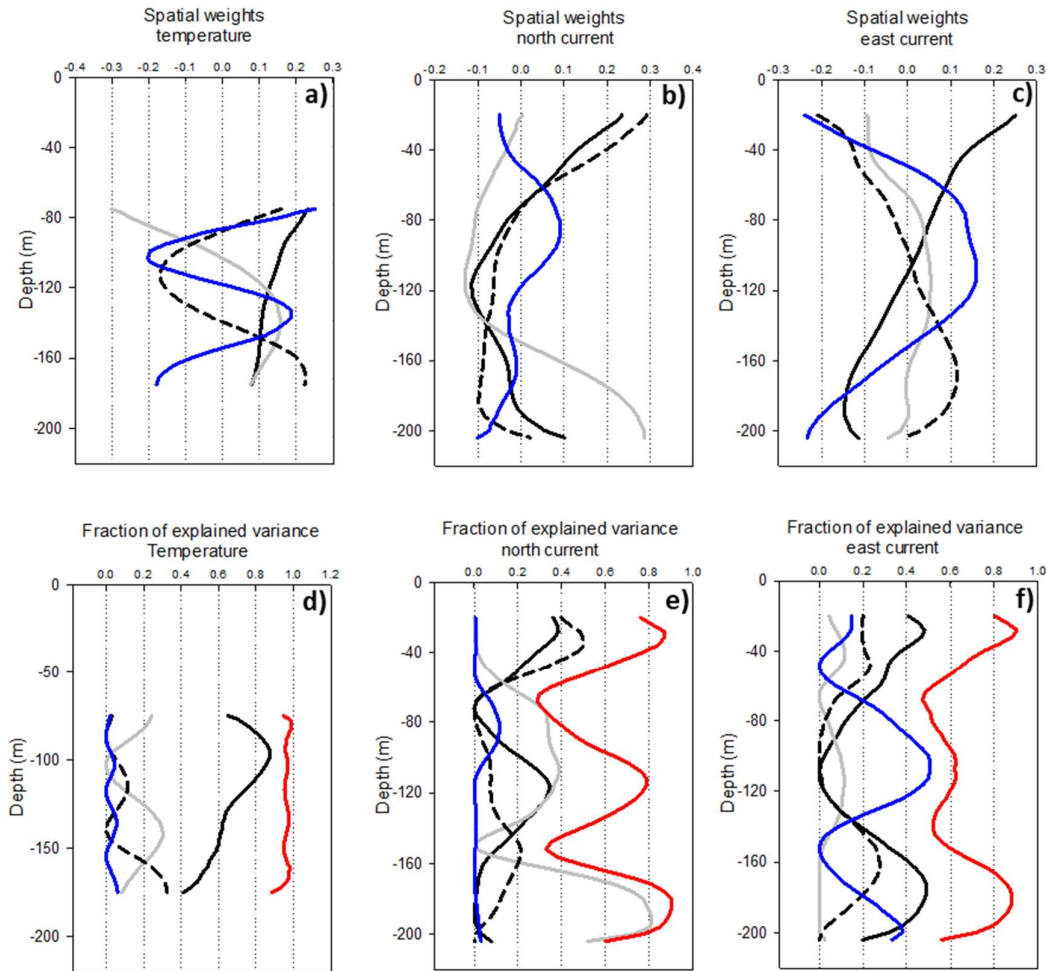 Spatial weights
temperature
-0.4 -0.3 -0.2 -0.1 0.0 0.1 0.2 0.3
a)
0
-40
-80
-120
-160
-200
Depth (m)
Spatial weights
north current
-0.2 -0.1 0.0 0.1 0.2 0.3 0.4
b)
0
-40
-80
-120
-160
-200
Depth (m)
Spatial weights
east current
-0.3 -0.2 -0.1 0.0 0.1 0.2 0.3
c)
0
-40
-80
-120
-160
-200
Depth (m)
Fraction of explained variance
Temperature
0.0 0.2 0.4 0.6 0.8 1.0 1.2
d)
0
-50
-100
-150
-200
Depth (m)
Fraction of explained variance
north current
0.0 0.2 0.4 0.6 0.8 1.0
e)
0
-40
-80
-120
-160
-200
Depth (m)
Fraction of explained variance
east current
0.0 0.2 0.4 0.6 0.8 1.0
f)
0
-40
-80
-120
-160
-200
Depth (m)